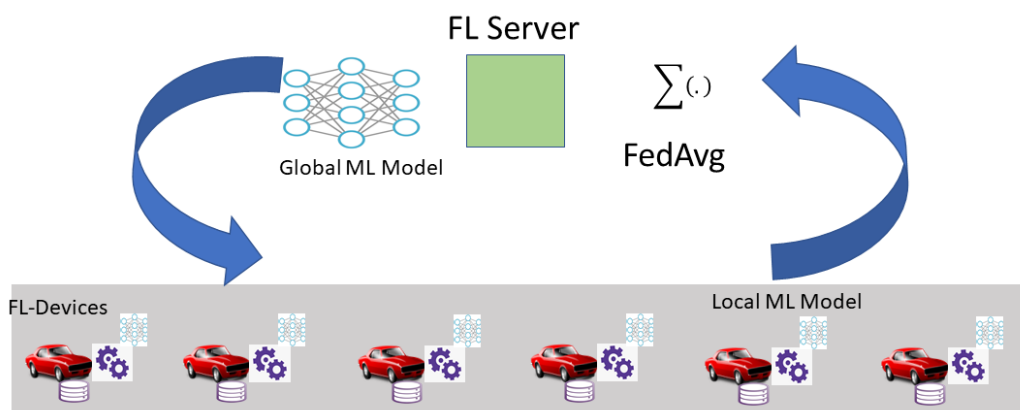 FL Server
∑(.)
Global ML Model
FedAvg
FL-Devices
Local ML Model